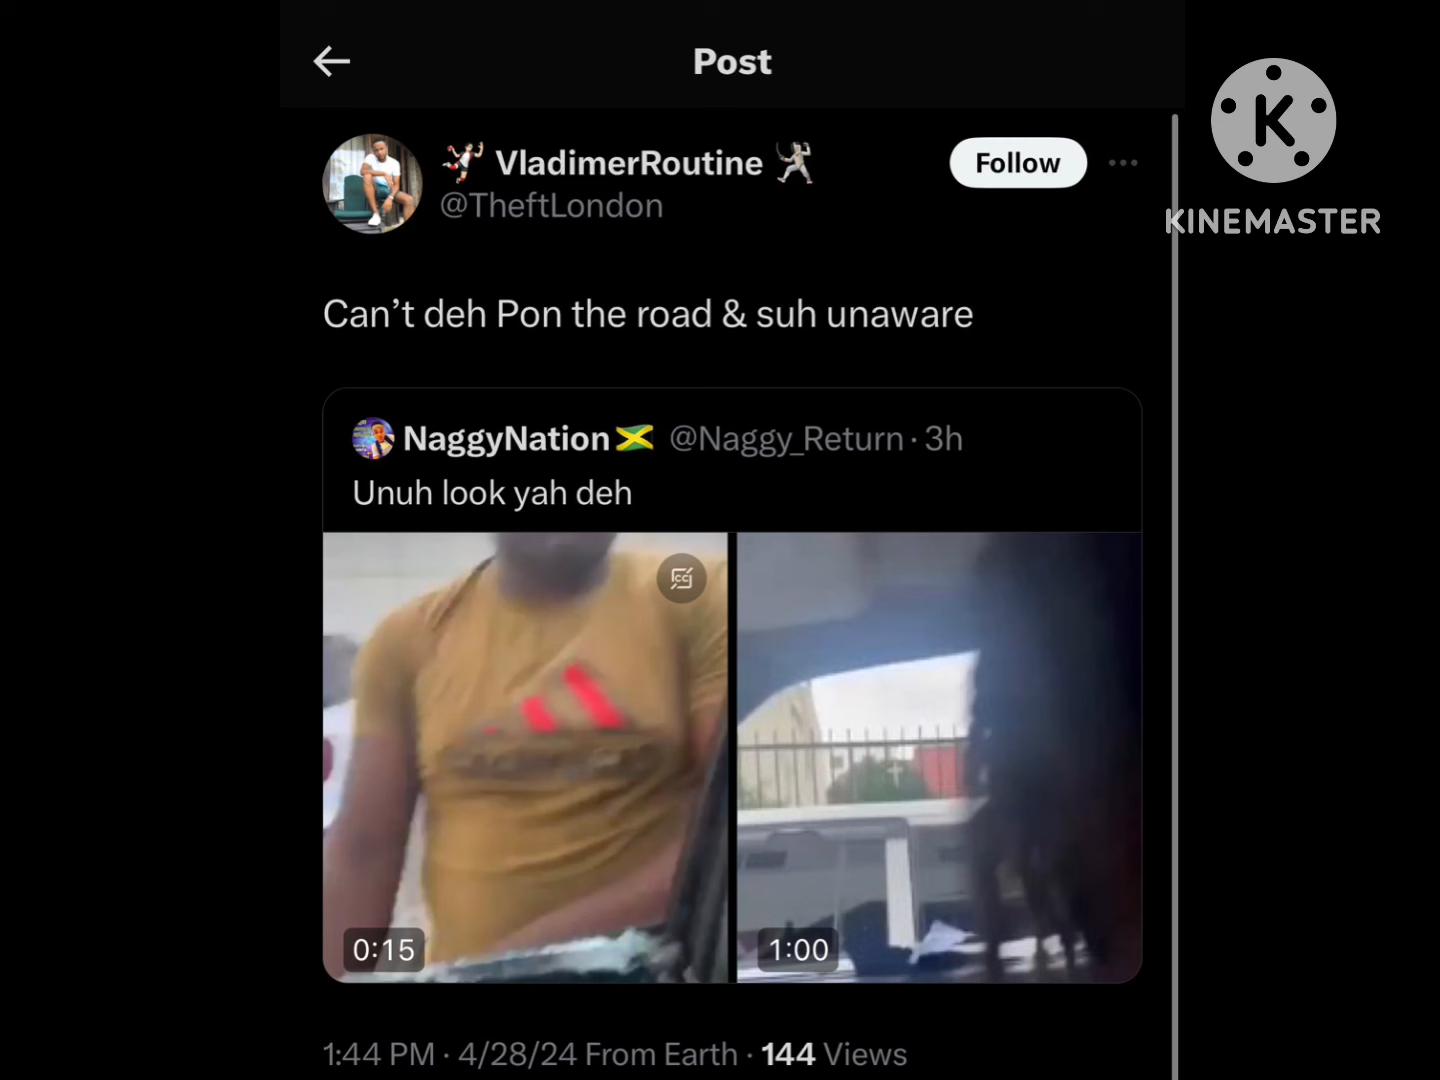 Post
VladimerRoutine
Follow
@TheftLondon
KINEMASTER
Can’t deh Pon the road & suh unaware
NaggyNation @Naggy_Return · 3h
Unuh look yah deh
CC
0:15
1:00
1:44 PM · 4/28/24 From Earth · 144 Views